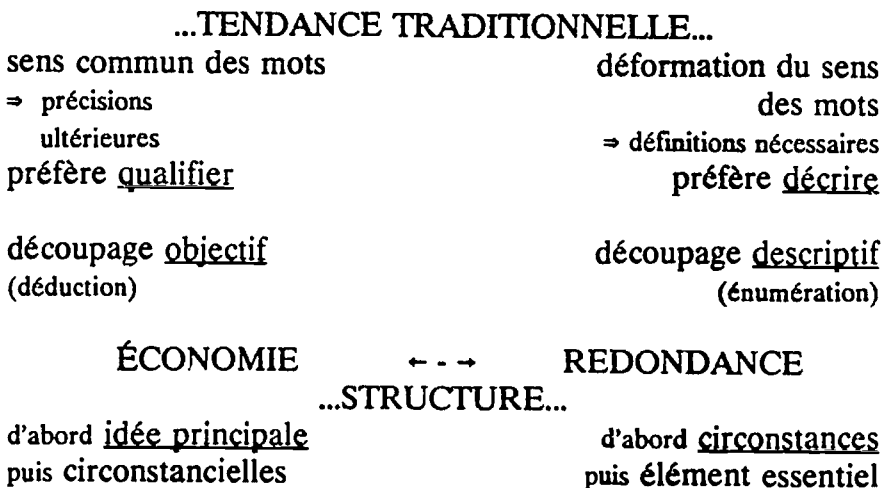 ...TENDANCE TRADITIONNELLE...
sens commun des mots déformation du sens
⇒ précisions des mots
ultérieures ⇒ définitions nécessaires
préfère qualifier préfère décrire
découpage objectif découpage descriptif
(déduction) (énumération)
ÉCONOMIE ← - → REDONDANCE
...STRUCTURE...
d'abord idée principale d'abord circonstances
puis circonstancielles puis élément essentiel